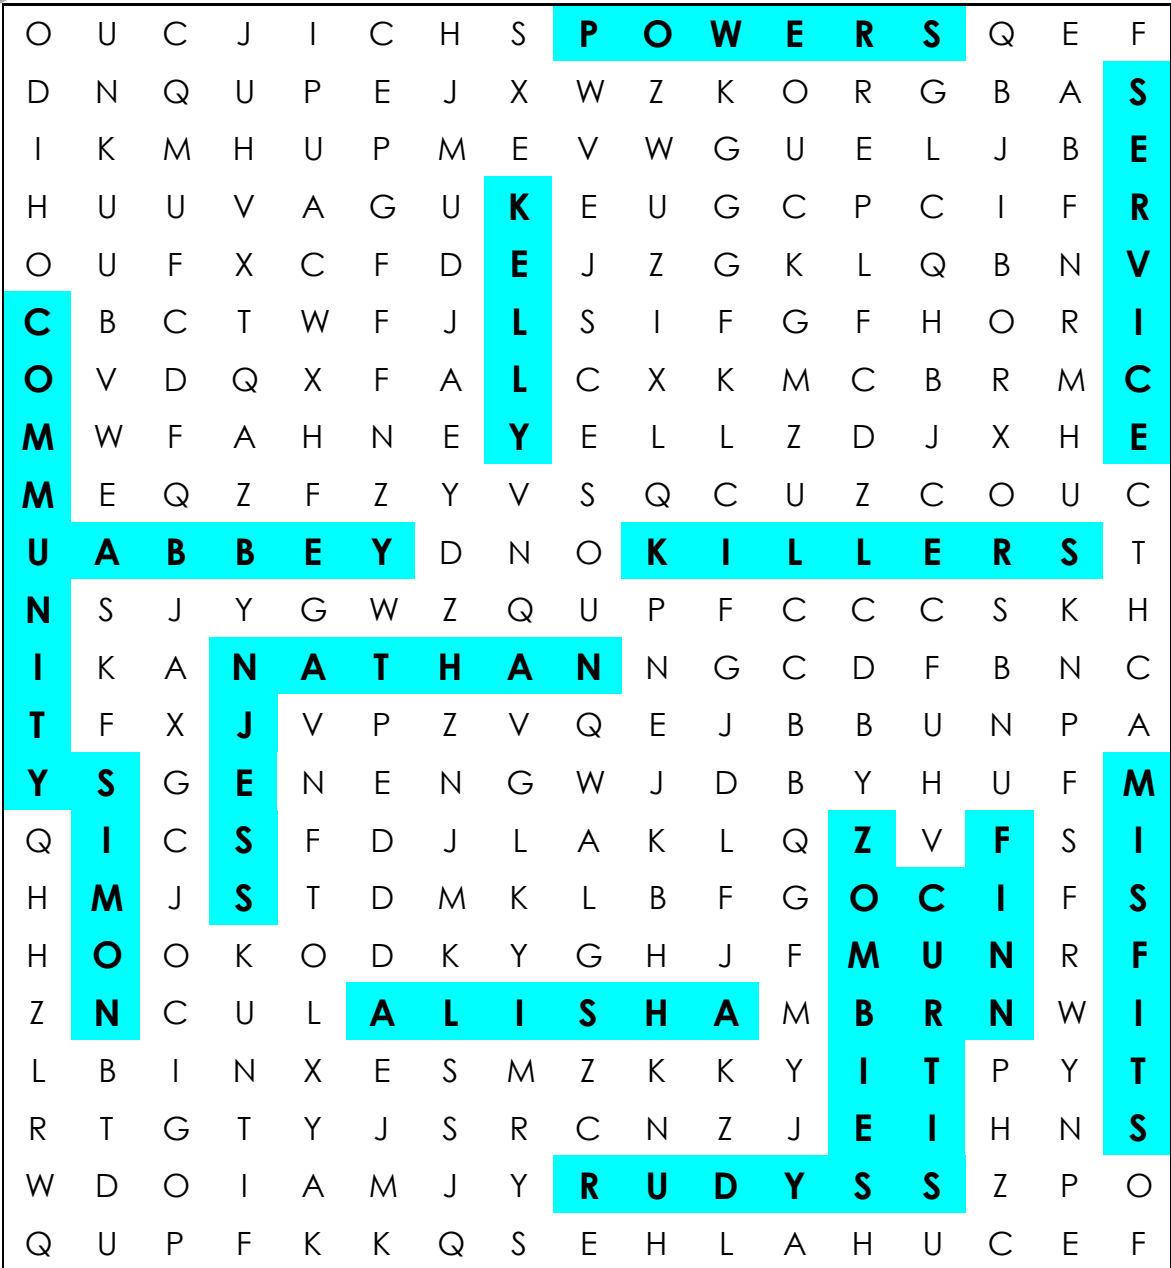 O U C J I C H S P O W E R S Q E F
D N Q U P E J X W Z K O R G B A S
I K M H U P M E V W G U E L J B E
H U U V A G U K E U G C P C I F R
O U F X C F D E J Z G K L Q B N V
C B C T W F J L S I F G F H O R I
O V D Q X F A L C X K M C B R M C
M W F A H N E Y E L L Z D J X H E
M E Q Z F Z Y V S Q C U Z C O U C
U A B B E Y D N O K I L L E R S T
N S J Y G W Z Q U P F C C C S K H
I K A N A T H A N N G C D F B N C
T F X J V P Z V Q E J B B U N P A
Y S G E N E N G W J D B Y H U F M
Q I C S F D J L A K L Q Z V F S I
H M J S T D M K L B F G O C I F S
H O O K O D K Y G H J F M U N R F
Z N C U L A L I S H A M B R N W I
L B I N X E S M Z K K Y I T P Y T
R T G T Y J S R C N Z J E I H N S
W D O I A M J Y R U D Y S S Z P O
Q U P F K K Q S E H L A H U C E F